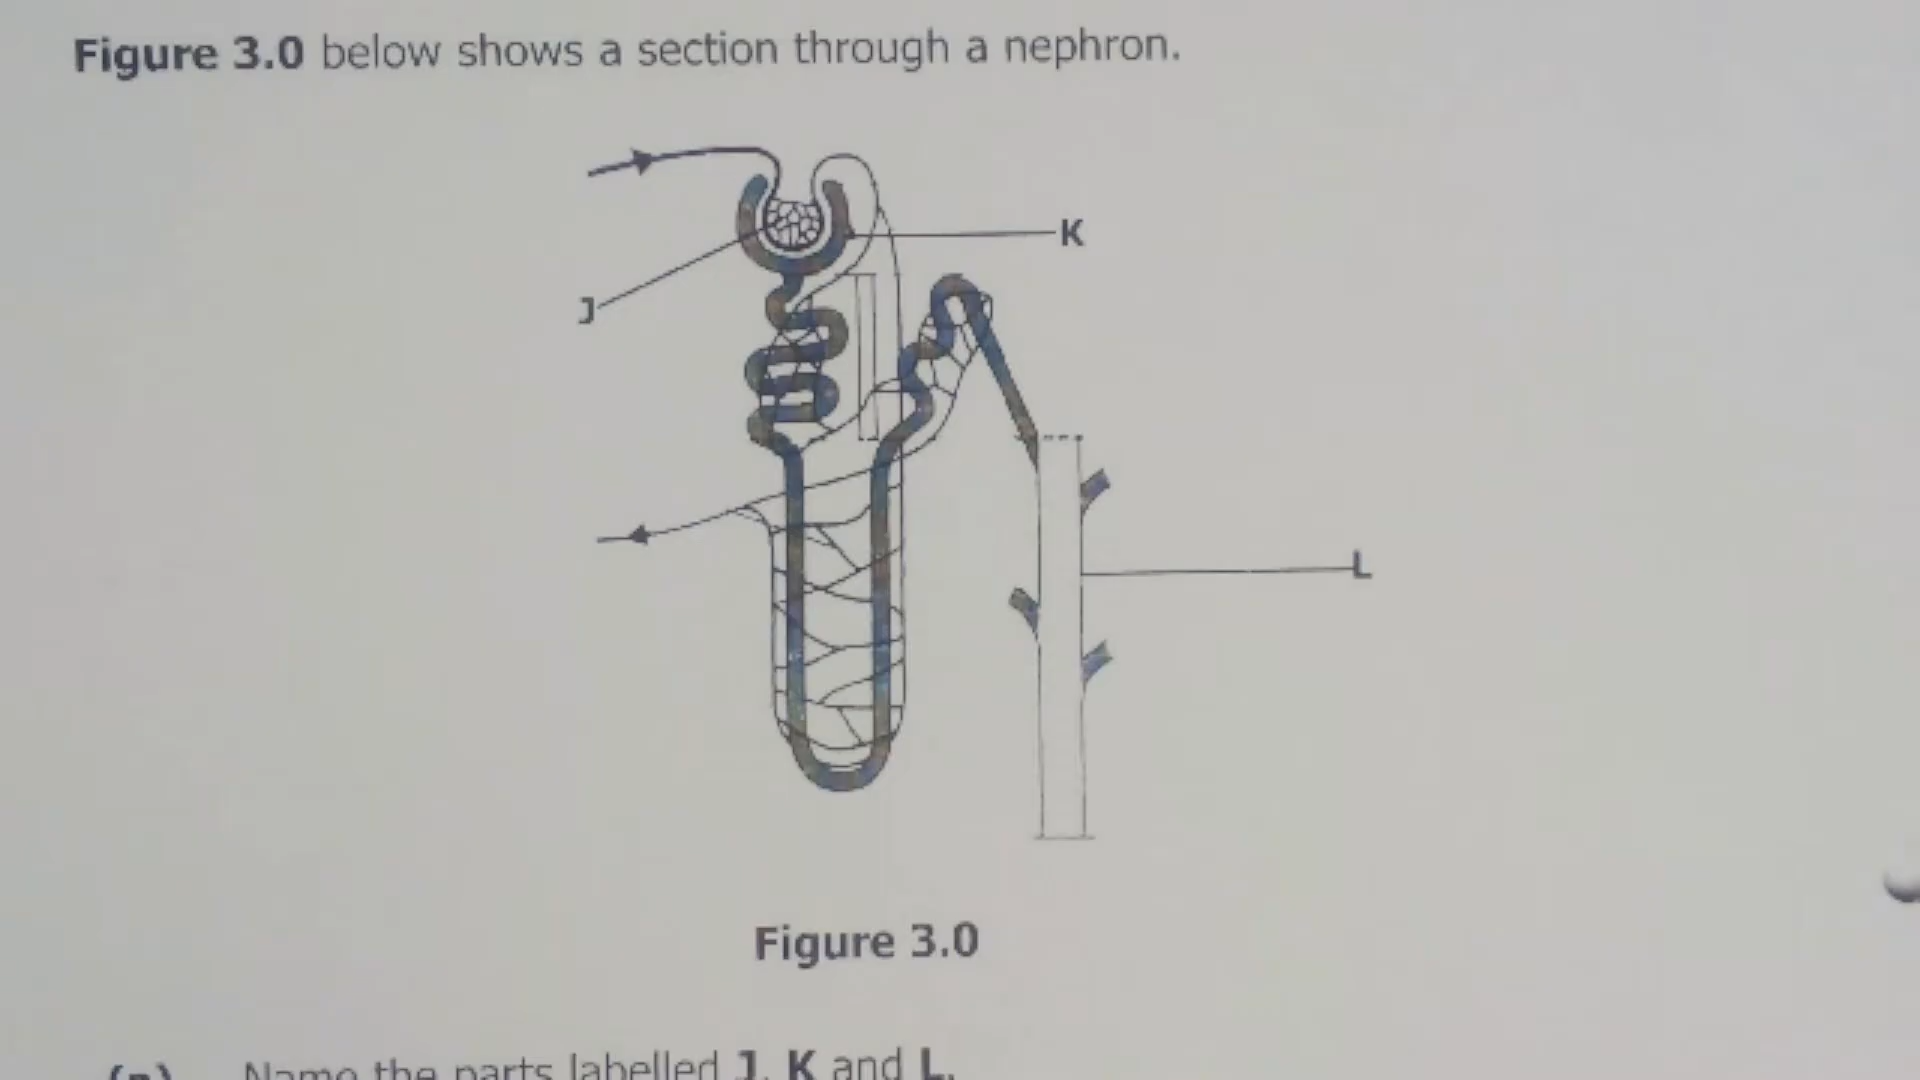 Figure 3.0 below shows a section through a nephron.
K
J
L
Figure 3.0
(a) Name the parts labelled J, K and L.